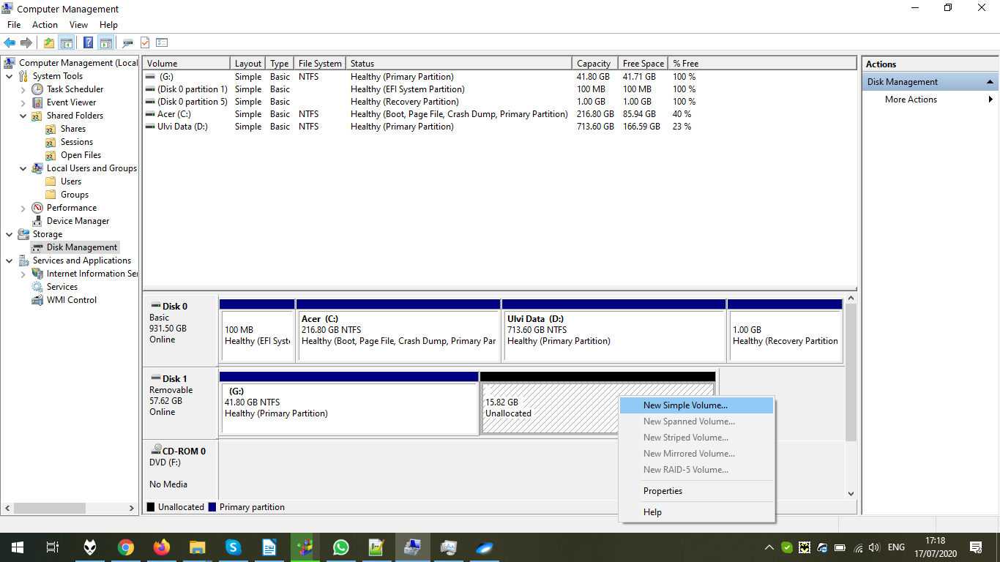 Computer Management
File Action View Help
Computer Management (Local
System Tools
Task Scheduler
Event Viewer
Shared Folders
Shares
Sessions
Open Files
Local Users and Groups
Users
Groups
Performance
Device Manager
Storage
Disk Management
Services and Applications
Internet Information Ser
Services
WMI Control
Volume Layout Type File System Status Capacity Free Space % Free
(G:) Simple Basic NTFS Healthy (Primary Partition) 41.80 GB 41.71 GB 100 %
(Disk 0 partition 1) Simple Basic Healthy (EFI System Partition) 100 MB 100 MB 100 %
(Disk 0 partition 5) Simple Basic Healthy (Recovery Partition) 1.00 GB 1.00 GB 100 %
Acer (C:) Simple Basic NTFS Healthy (Boot, Page File, Crash Dump, Primary Partition) 216.80 GB 85.94 GB 40 %
Ulvi Data (D:) Simple Basic NTFS Healthy (Primary Partition) 713.60 GB 166.59 GB 23 %
Disk 0
Basic
931.50 GB
Online
100 MB
Healthy (EFI Syst
Acer (C:)
216.80 GB NTFS
Healthy (Boot, Page File, Crash Dump, Primary Par
Ulvi Data (D:)
713.60 GB NTFS
Healthy (Primary Partition)
1.00 GB
Healthy (Recovery Partition
Disk 1
Removable
57.62 GB
Online
(G:)
41.80 GB NTFS
Healthy (Primary Partition)
15.82 GB
Unallocated
CD-ROM 0
DVD (F:)
No Media
Unallocated Primary partition
New Simple Volume...
New Spanned Volume...
New Striped Volume...
New Mirrored Volume...
New RAID-5 Volume...
Properties
Help
Actions
Disk Management
More Actions
ENG
17:18
17/07/2020